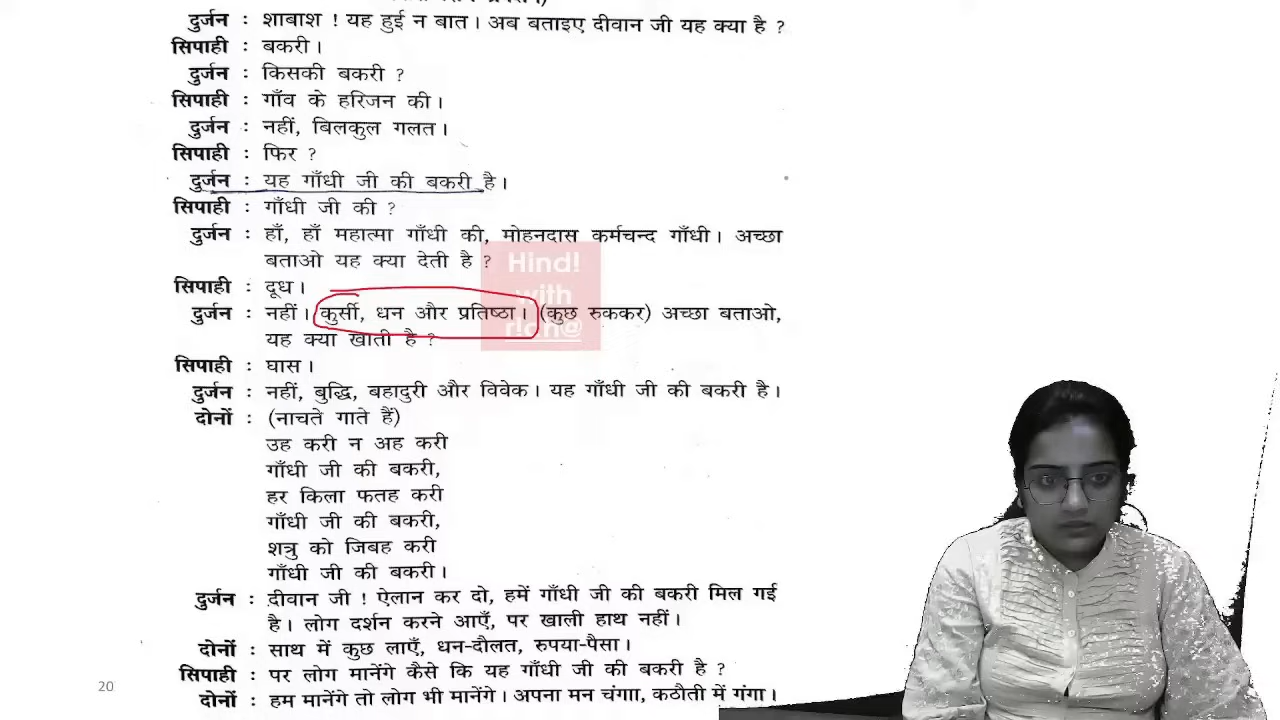 दुर्जन : शाबाश ! यह हुई न बात। अब बताइए दीवान जी यह क्या है ?
सिपाही : बकरी।
दुर्जन : किसकी बकरी ?
सिपाही : गाँव के हरिजन की।
दुर्जन : नहीं, बिलकुल गलत।
सिपाही : फिर ?
दुर्जन : यह गाँधी जी की बकरी है।
सिपाही : गाँधी जी की ?
दुर्जन : हाँ, हाँ महात्मा गाँधी की, मोहनदास कर्मचन्द गाँधी। अच्छा
बताओ यह क्या देती है ?
सिपाही : दूध।
दुर्जन : नहीं। कुर्सी, धन और प्रतिष्ठा। (कुछ रुककर) अच्छा बताओ,
यह क्या खाती है ?
सिपाही : घास।
दुर्जन : नहीं, बुद्धि, बहादुरी और विवेक। यह गाँधी जी की बकरी है।
दोनों : (नाचते गाते हैं)
उह करी न अह करी
गाँधी जी की बकरी,
हर किला फतह करी
गाँधी जी की बकरी,
शत्रु को जिबह करी
गाँधी जी की बकरी।
दुर्जन : दीवान जी ! ऐलान कर दो, हमें गाँधी जी की बकरी मिल गई
है। लोग दर्शन करने आएँ, पर खाली हाथ नहीं।
दोनों : साथ में कुछ लाएँ, धन-दौलत, रुपया-पैसा।
सिपाही : पर लोग मानेंगे कैसे कि यह गाँधी जी की बकरी है ?
दोनों : हम मानेंगे तो लोग भी मानेंगे। अपना मन चंगाा, कठौती में गंगा।
Hind!
with
r!dh@
20